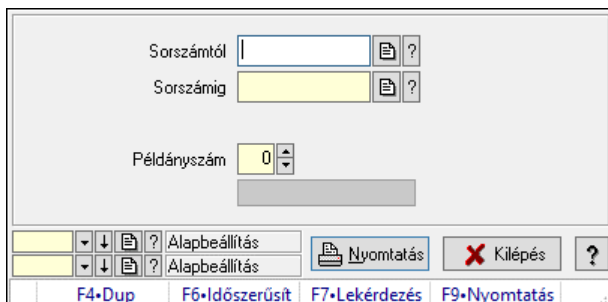 Sorszámtól ?
Sorszámig ?
Példányszám 0
? Alapbeállítás
? Alapbeállítás
Nyomtatás Kilépés ?
F4•Dup F6•Időszerűsít F7•Lekérdezés F9•Nyomtatás